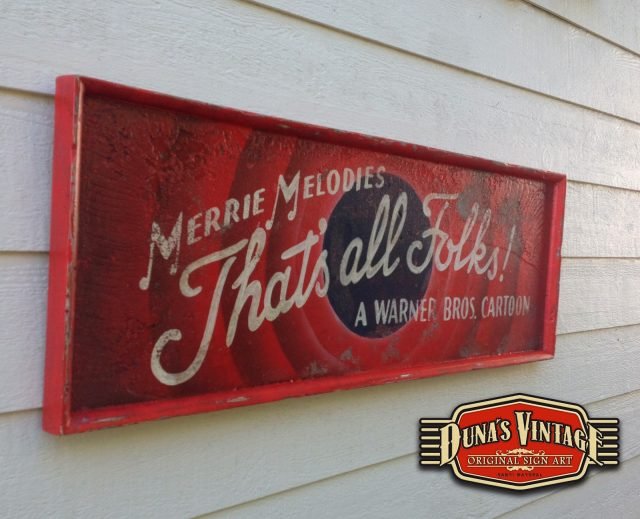 MERRIE MELODIES
That's all Folks!
A WARNER BROS. CARTOON
DUNA'S VINTAGE
ORIGINAL SIGN ART